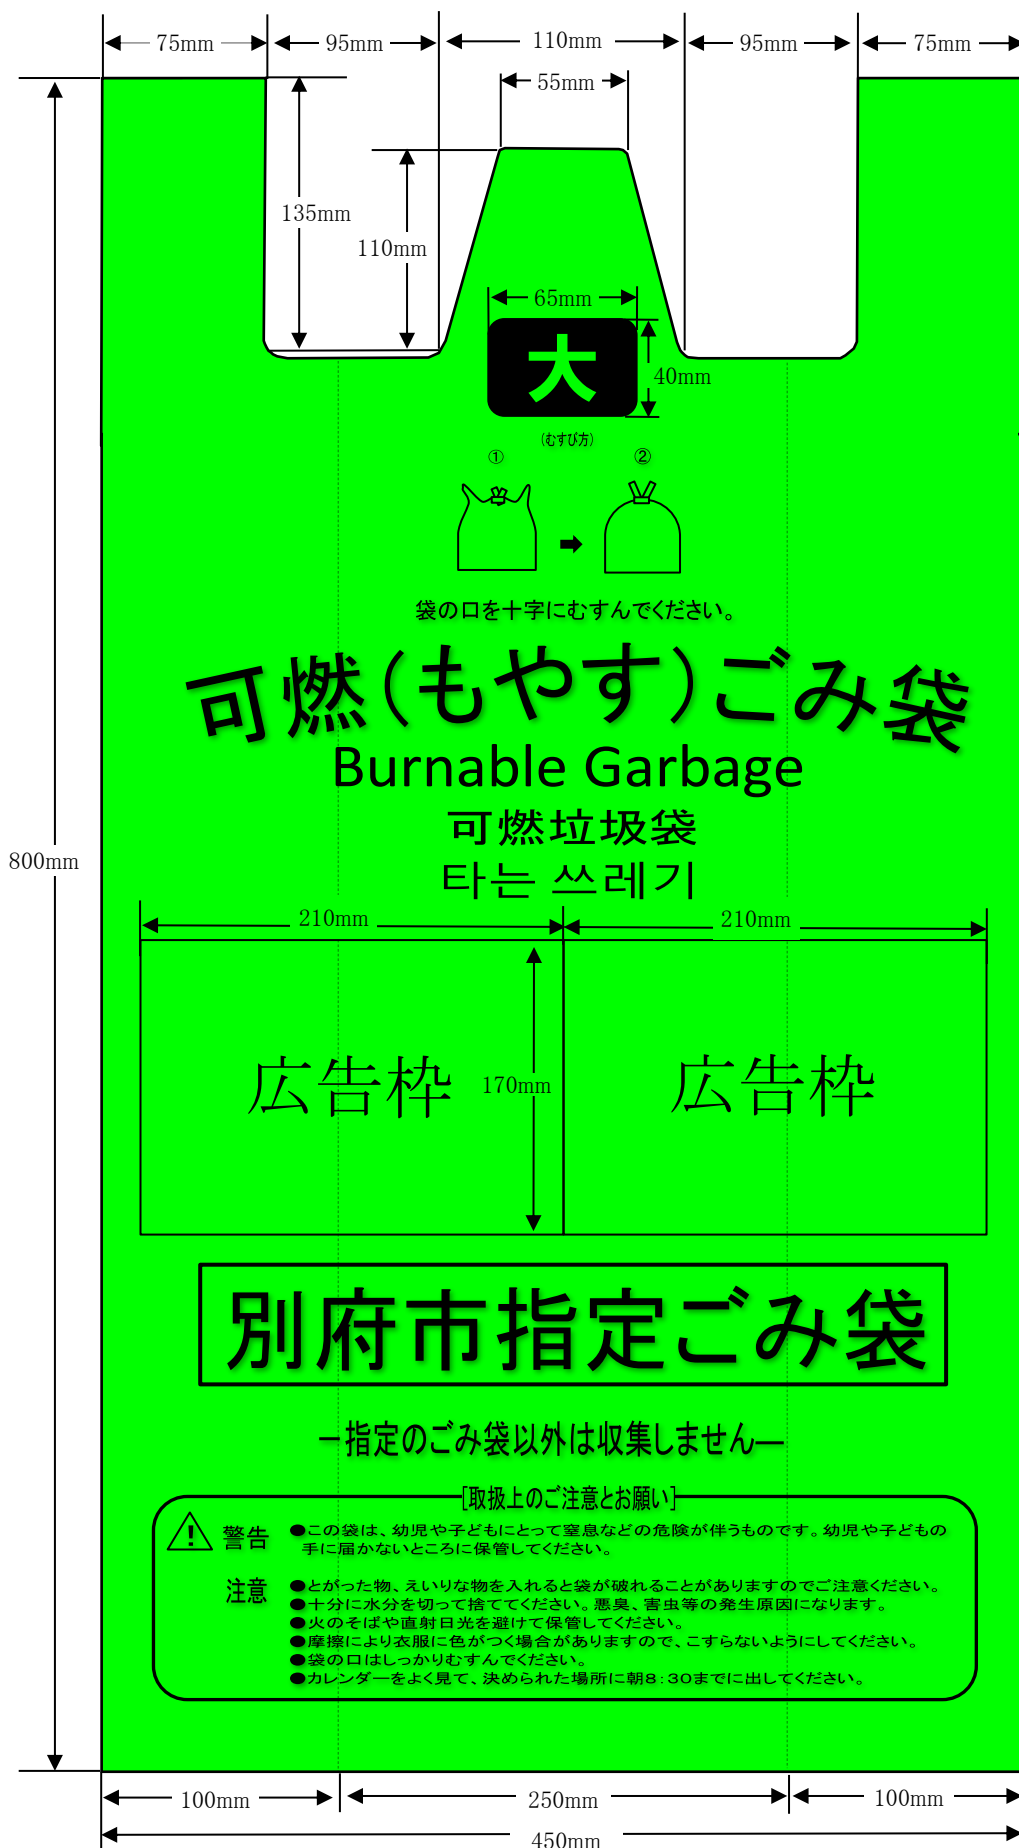 75mm 95mm 110mm 95mm 75mm
55mm
135mm
110mm
65mm
大
40mm
(むすび方)
① ②
袋の口を十字にむすんでください。
可燃(もやす)ごみ袋
Burnable Garbage
可燃垃圾袋
800mm
타는 쓰레기
210mm 210mm
広告枠 170mm 広告枠
別府市指定ごみ袋
ー指定のごみ袋以外は収集しません―
[取扱上のご注意とお願い]
警告 ●この袋は、幼児や子どもにとって窒息などの危険が伴うものです。幼児や子どもの
手に届かないところに保管してください。
注意 ●とがった物、えいりな物を入れると袋が破れることがありますのでご注意ください。
●十分に水分を切って捨ててください。悪臭、害虫等の発生原因になります。
●火のそばや直射日光を避けて保管してください。
●摩擦により衣服に色がつく場合がありますので、こすらないようにしてください。
●袋の口はしっかりむすんでください。
●カレンダーをよく見て、決められた場所に朝8:30までに出してください。
100mm 250mm 100mm
450mm